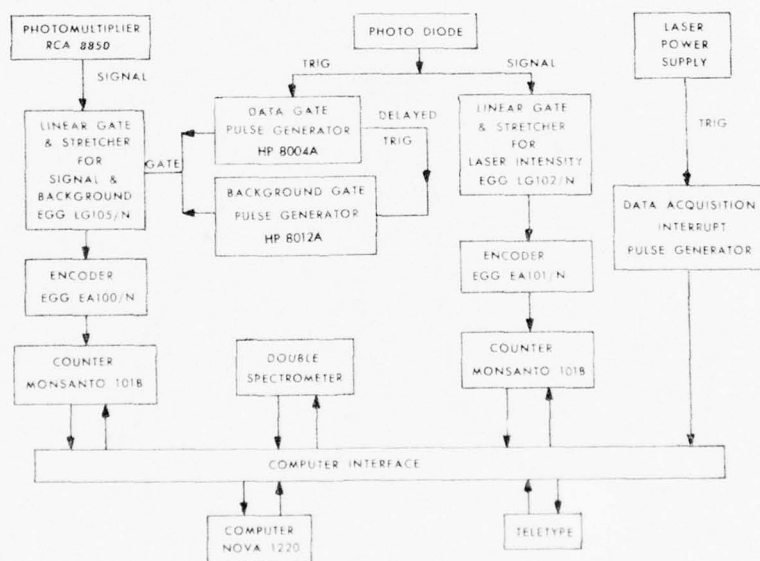 PHOTOMULTIPLIER
RCA 8850
SIGNAL
LINEAR GATE
& STRETCHER
FOR
SIGNAL &
BACKGROUND
EGG LG105/N
ENCODER
EGG EA100/N
COUNTER
MONSANTO 101B
PHOTO DIODE
TRIG
SIGNAL
DATA GATE
PULSE GENERATOR
HP 8004A
DELAYED
TRIG
GATE
BACKGROUND GATE
PULSE GENERATOR
HP 8012A
LINEAR GATE
& STRETCHER
FOR
LASER INTENSITY
EGG LG102/N
ENCODER
EGG EA101/N
COUNTER
MONSANTO 101B
LASER
POWER
SUPPLY
TRIG
DATA ACQUISITION
INTERRUPT
PULSE GENERATOR
DOUBLE
SPECTROMETER
COMPUTER INTERFACE
COMPUTER
NOVA 1220
TELETYPE